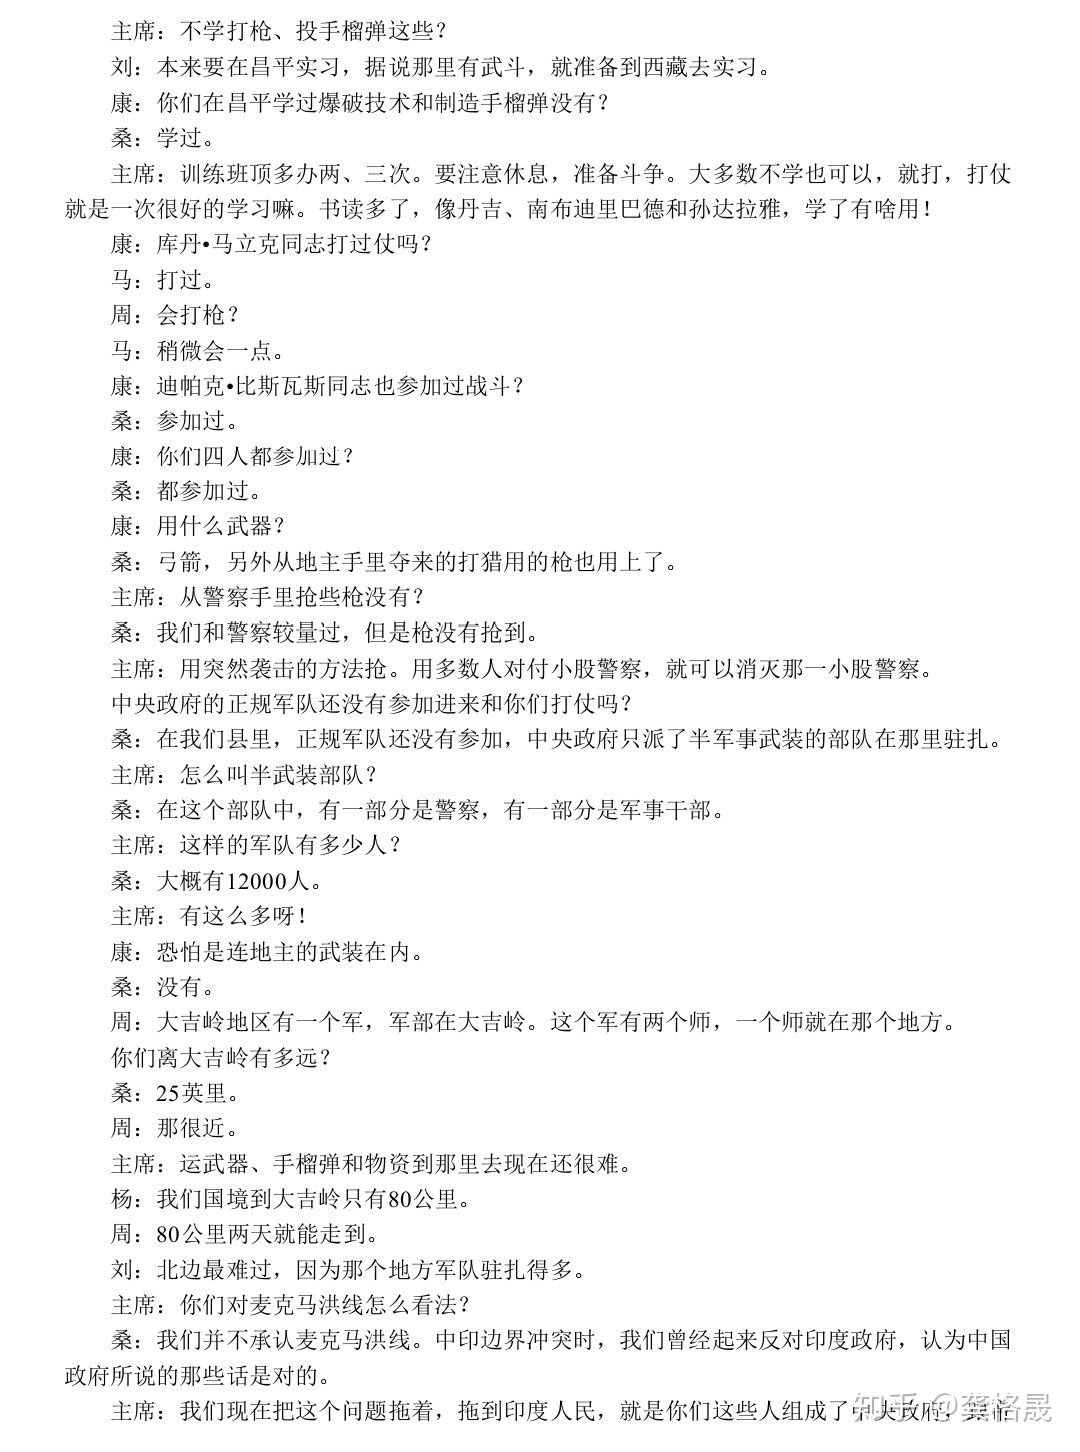 主席：不学打枪、投手榴弹这些？
刘：本来要在昌平实习，据说那里有武斗，就准备到西藏去实习。
康：你们在昌平学过爆破技术和制造手榴弹没有？
桑：学过。
主席：训练班顶多办两、三次。要注意休息，准备斗争。大多数不学也可以，就打，打仗
就是一次很好的学习嘛。书读多了，像丹吉、南布迪里巴德和孙达拉雅，学了有啥用！
康：库丹•马立克同志打过仗吗？
马：打过。
周：会打枪？
马：稍微会一点。
康：迪帕克•比斯瓦斯同志也参加过战斗？
桑：参加过。
康：你们四人都参加过？
桑：都参加过。
康：用什么武器？
桑：弓箭，另外从地主手里夺来的打猎用的枪也用上了。
主席：从警察手里抢些枪没有？
桑：我们和警察较量过，但是枪没有抢到。
主席：用突然袭击的方法抢。用多数人对付小股警察，就可以消灭那一小股警察。
中央政府的正规军队还没有参加进来和你们打仗吗？
桑：在我们县里，正规军队还没有参加，中央政府只派了半军事武装的部队在那里驻扎。
主席：怎么叫半武装部队？
桑：在这个部队中，有一部分是警察，有一部分是军事干部。
主席：这样的军队有多少人？
桑：大概有12000人。
主席：有这么多呀！
康：恐怕是连地主的武装在内。
桑：没有。
周：大吉岭地区有一个军，军部在大吉岭。这个军有两个师，一个师就在那个地方。
你们离大吉岭有多远？
桑：25英里。
周：那很近。
主席：运武器、手榴弹和物资到那里去现在还很难。
杨：我们国境到大吉岭只有80公里。
周：80公里两天就能走到。
刘：北边最难过，因为那个地方军队驻扎得多。
主席：你们对麦克马洪线怎么看法？
桑：我们并不承认麦克马洪线。中印边界冲突时，我们曾经起来反对印度政府，认为中国
政府所说的那些话是对的。
主席：我们现在把这个问题拖着，拖到印度人民，就是你们这些人组成了中央政府，
知乎 @龚格晟